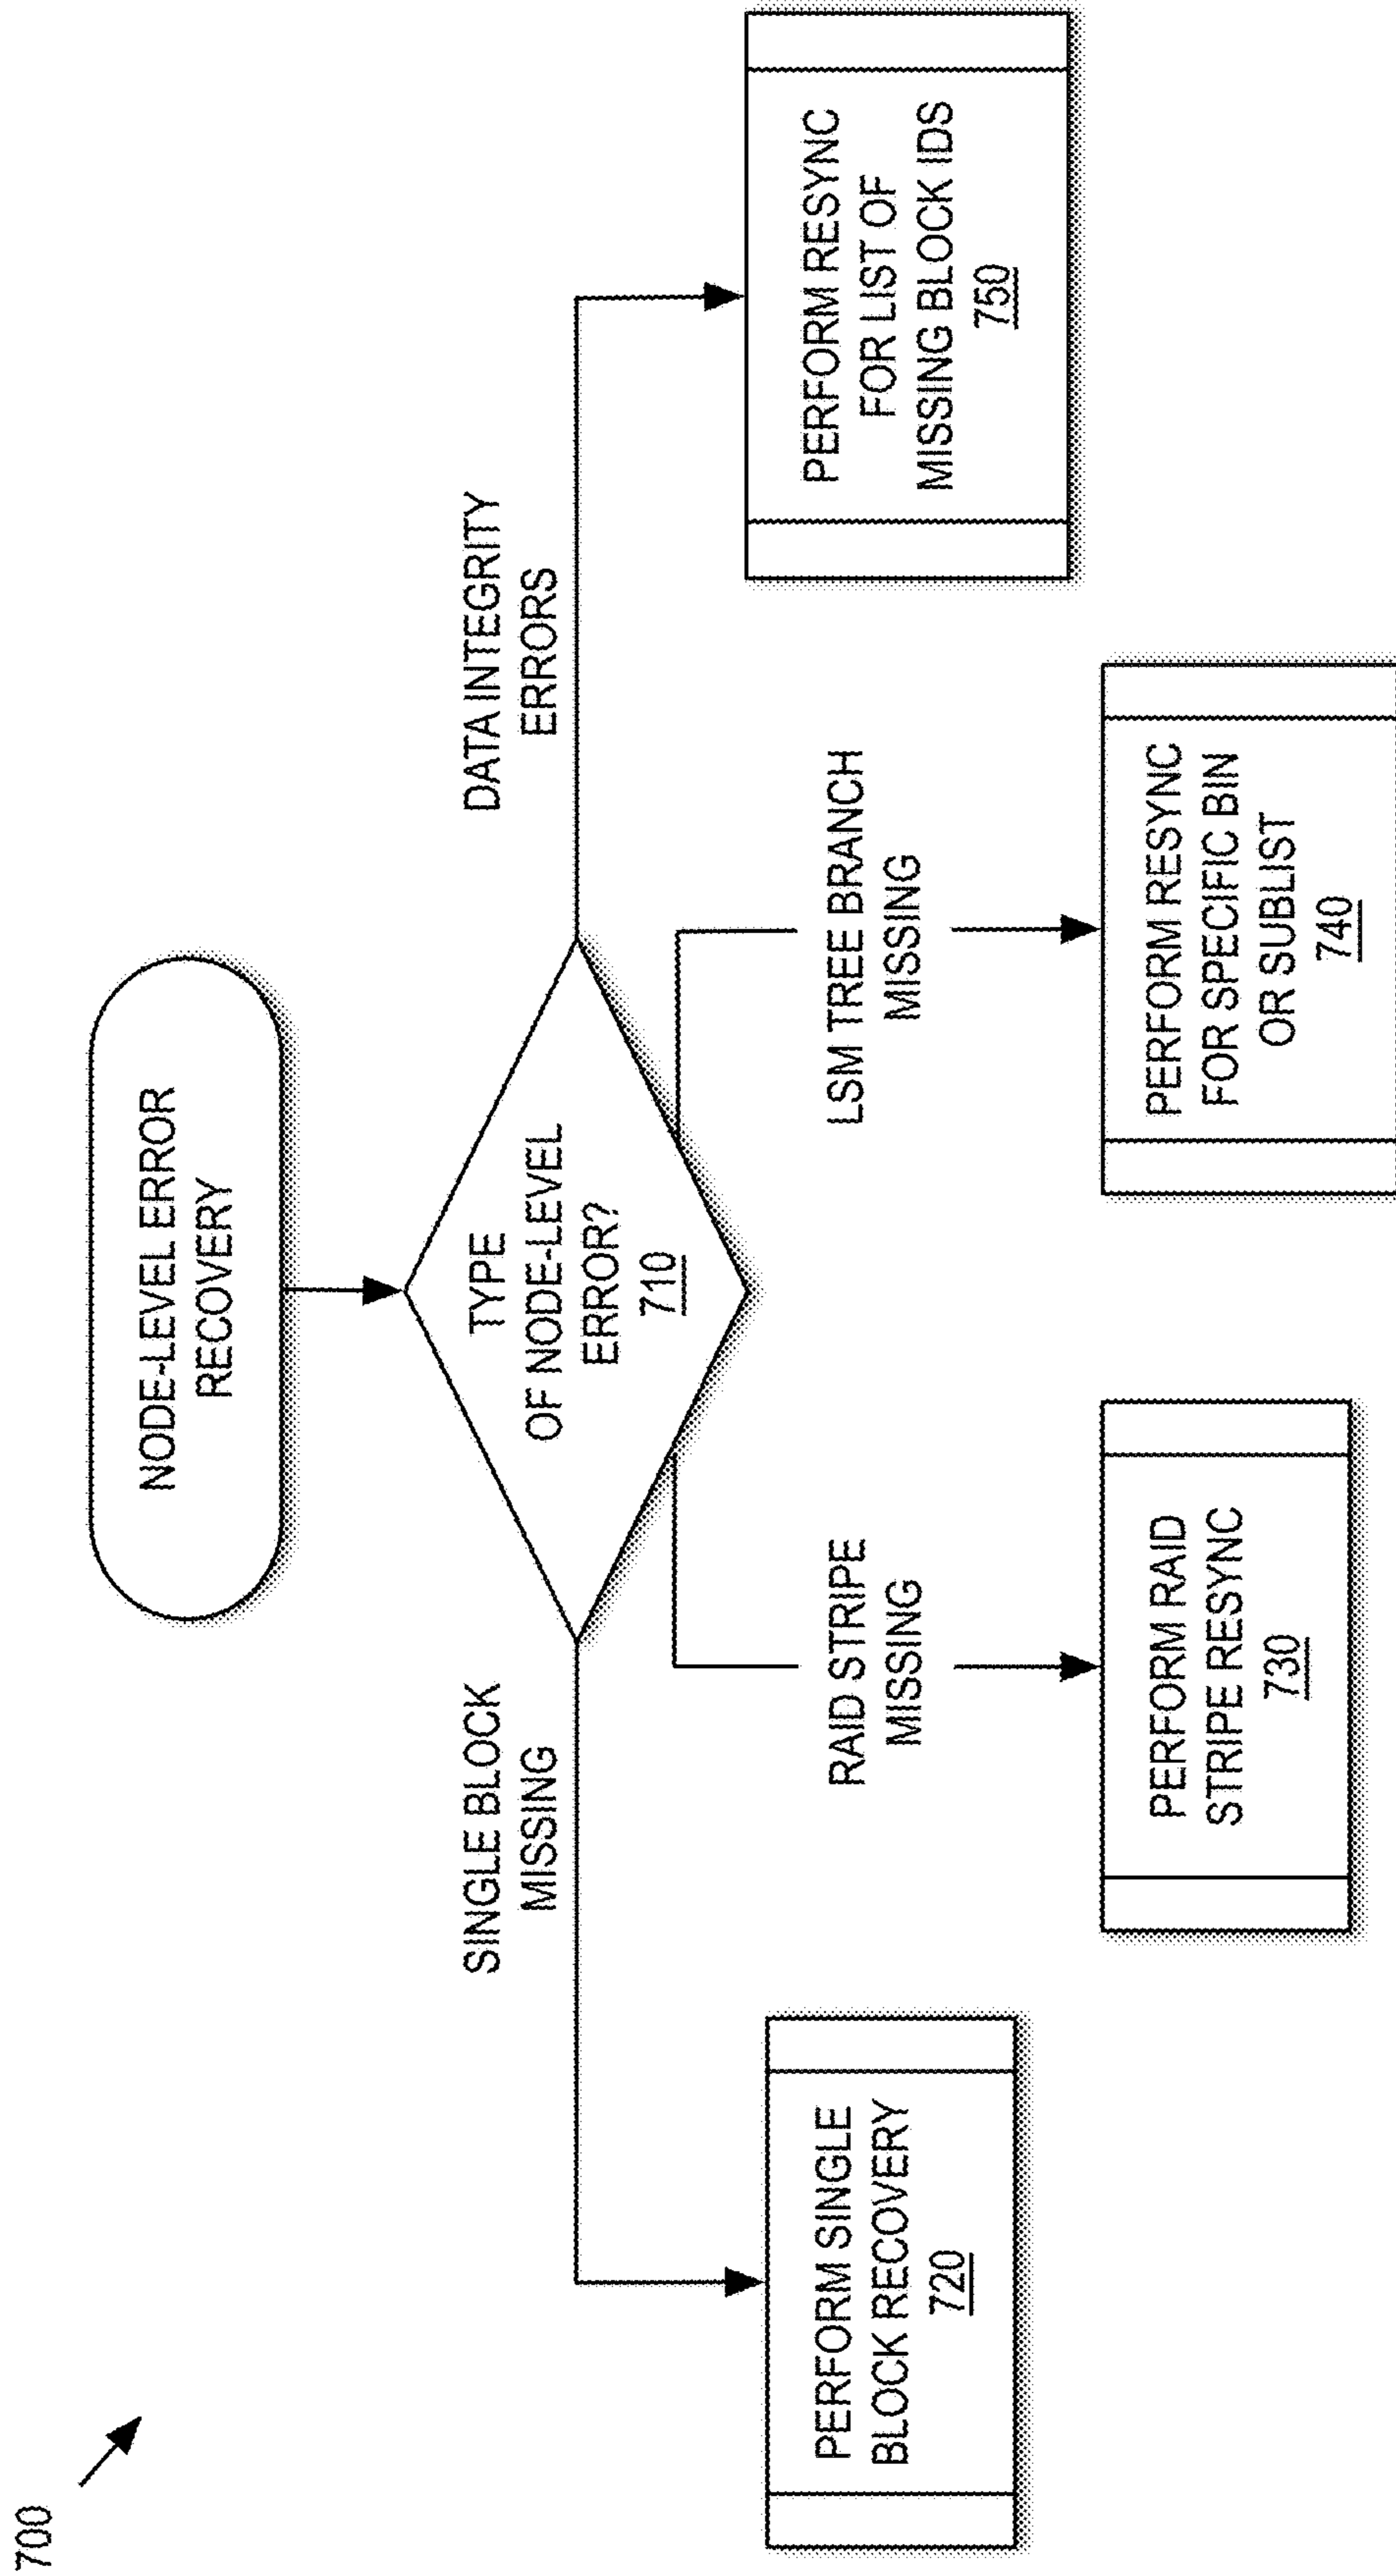 700
NODE-LEVEL ERROR
RECOVERY
TYPE
OF NODE-LEVEL
ERROR?
710
SINGLE BLOCK
MISSING
DATA INTEGRITY
ERRORS
RAID STRIPE
MISSING
LSM TREE BRANCH
MISSING
PERFORM SINGLE
BLOCK RECOVERY
720
PERFORM RAID
STRIPE RESYNC
730
PERFORM RESYNC
FOR SPECIFIC BIN
OR SUBLIST
740
PERFORM RESYNC
FOR LIST OF
MISSING BLOCK IDS
750